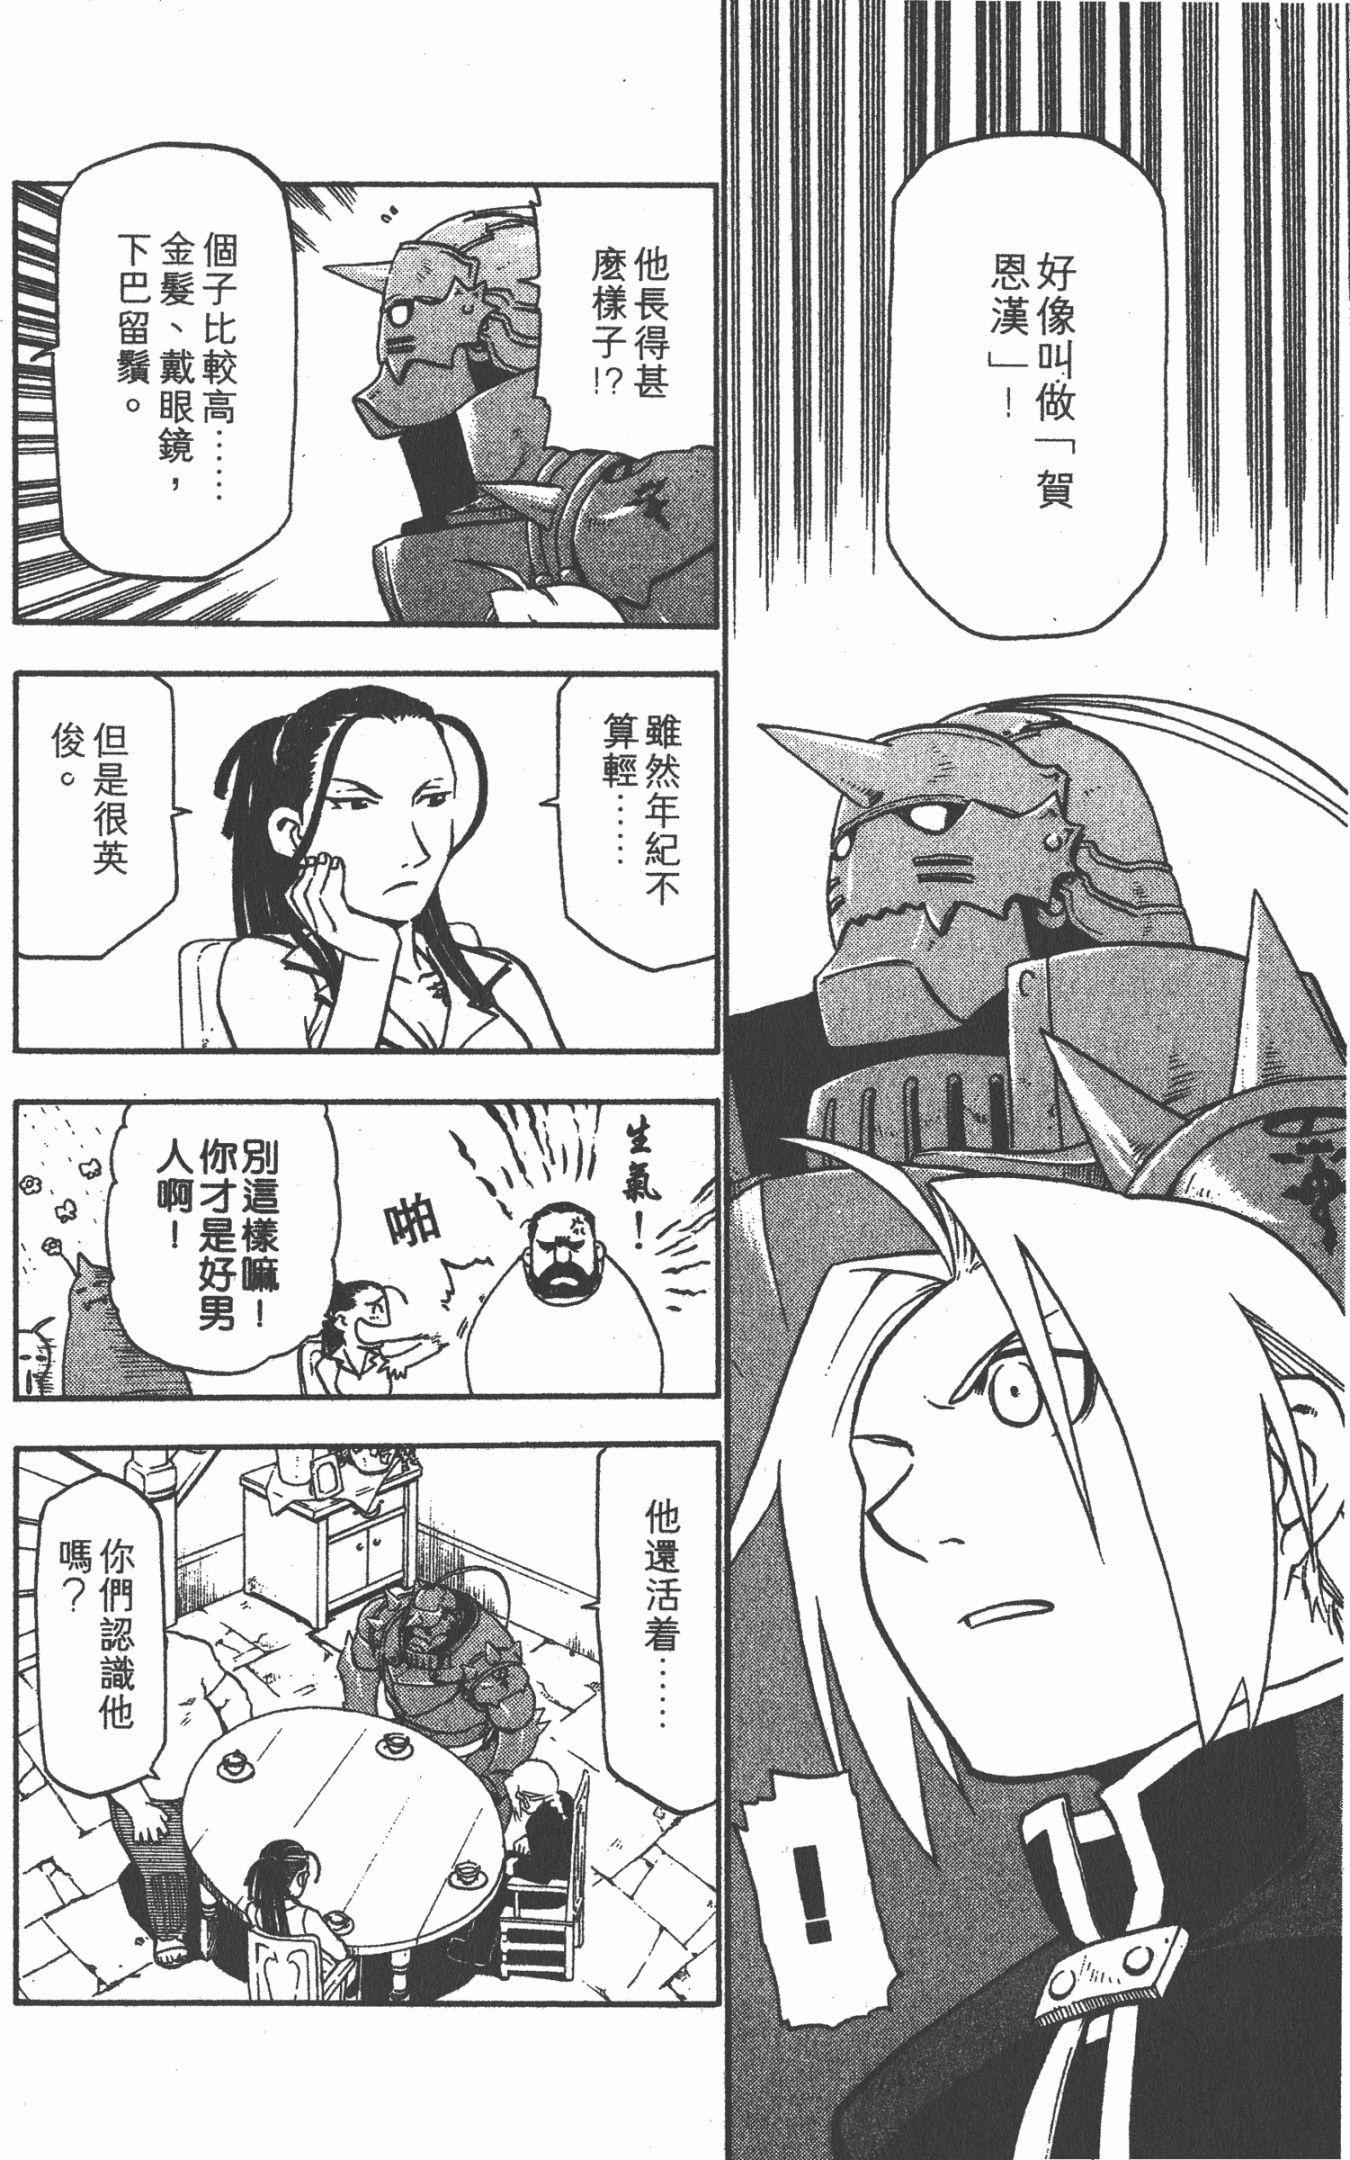 好像叫做「賀
恩漢」！
！
他長得甚
麽樣子!?
個子比較高……
金髮、戴眼鏡，
下巴留鬚。
雖然年紀不
算輕……
但是很英
俊。
生氣！
啪
別這樣嘛！
你才是好男
人啊！
他還活着……
你們認識他
嗎？